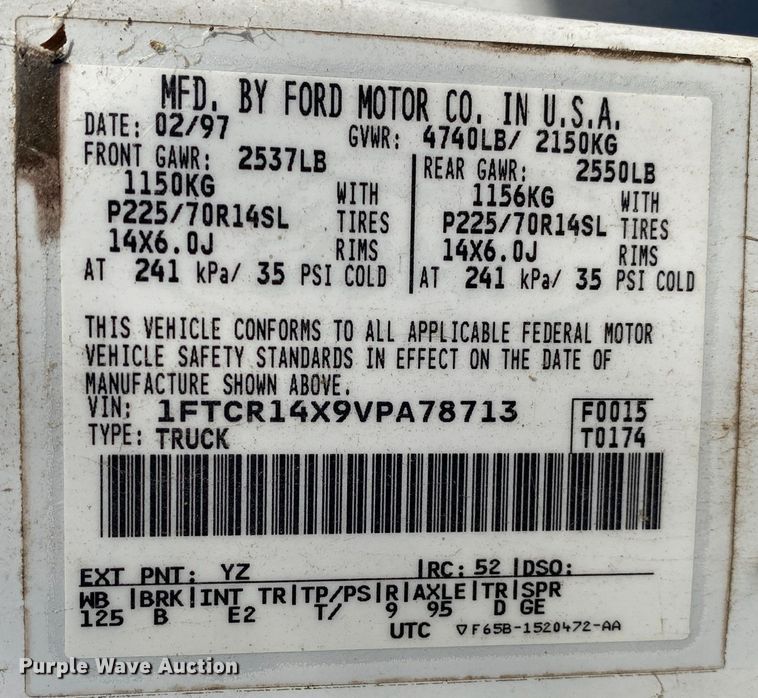 MFD. BY FORD MOTOR CO. IN U.S.A.
DATE: 02/97 GVWR: 4740LB/ 2150KG
FRONT GAWR: 2537LB REAR GAWR: 2550LB
1150KG WITH 1156KG WITH
P225/70R14SL TIRES P225/70R14SL TIRES
14X6.0J RIMS 14X6.0J RIMS
AT 241 kPa/ 35 PSI COLD AT 241 kPa/ 35 PSI COLD
THIS VEHICLE CONFORMS TO ALL APPLICABLE FEDERAL MOTOR
VEHICLE SAFETY STANDARDS IN EFFECT ON THE DATE OF
MANUFACTURE SHOWN ABOVE.
VIN: 1FTCR14X9VPA78713 F0015
TYPE: TRUCK T0174
EXT PNT: YZ RC: 52 DSO:
WB BRK INT TR TP/PS R AXLE TR SPR
125 B E2 T/ 9 95 D GE
UTC ▽F65B-1520472-AA
Purple Wave Auction